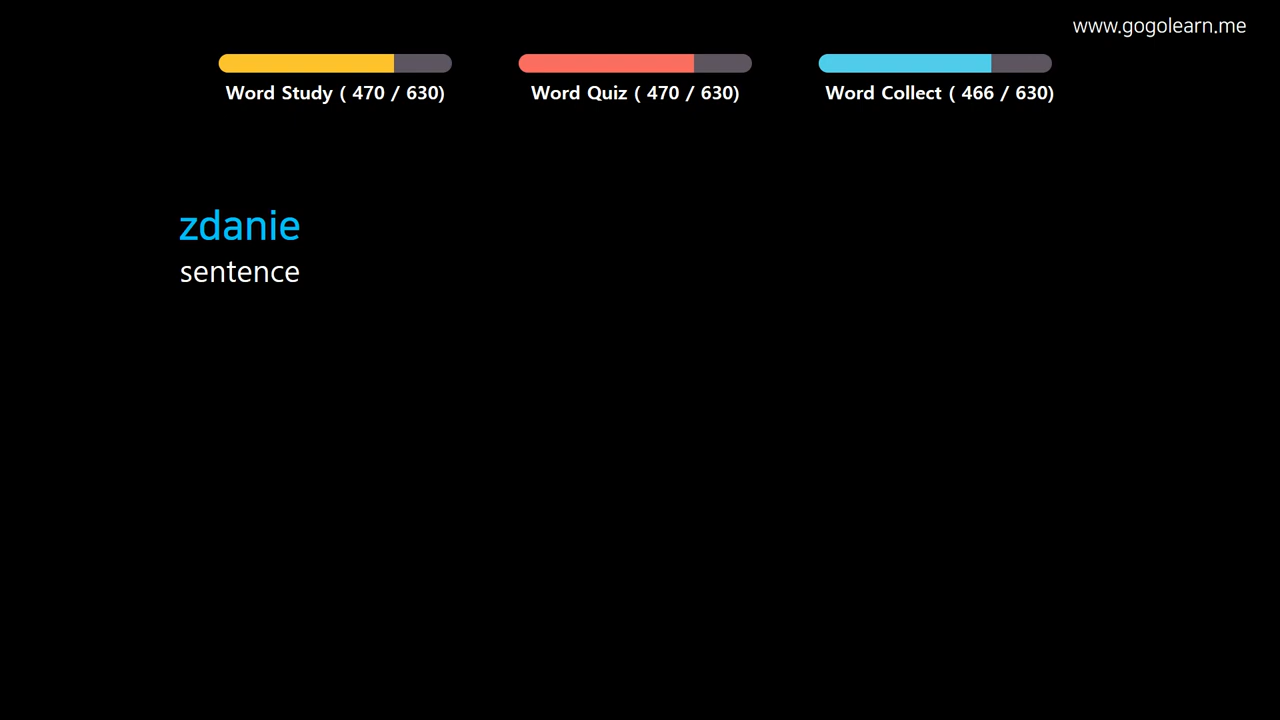 www.gogolearn.me
Word Study ( 470 / 630)
Word Quiz ( 470 / 630)
Word Collect ( 466 / 630)
zdanie
sentence